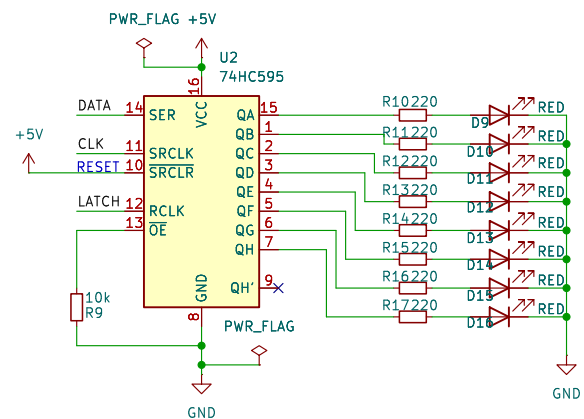 PWR_FLAG +5V
U2
74HC595
16
VCC
DATA 14 SER
QA 15 R10 220 D9 RED
QB 1 R11 220 D10 RED
+5V
CLK 11 SRCLK
QC 2 R12 220 D11 RED
RESET 10 SRCLR
QD 3 R13 220 D12 RED
QE 4 R14 220 D13 RED
LATCH 12 RCLK
QF 5 R15 220 D14 RED
13 OE
QG 6 R16 220 D15 RED
QH 7 R17 220 D16 RED
QH' 9
10k
R9
GND
8
PWR_FLAG
GND
GND